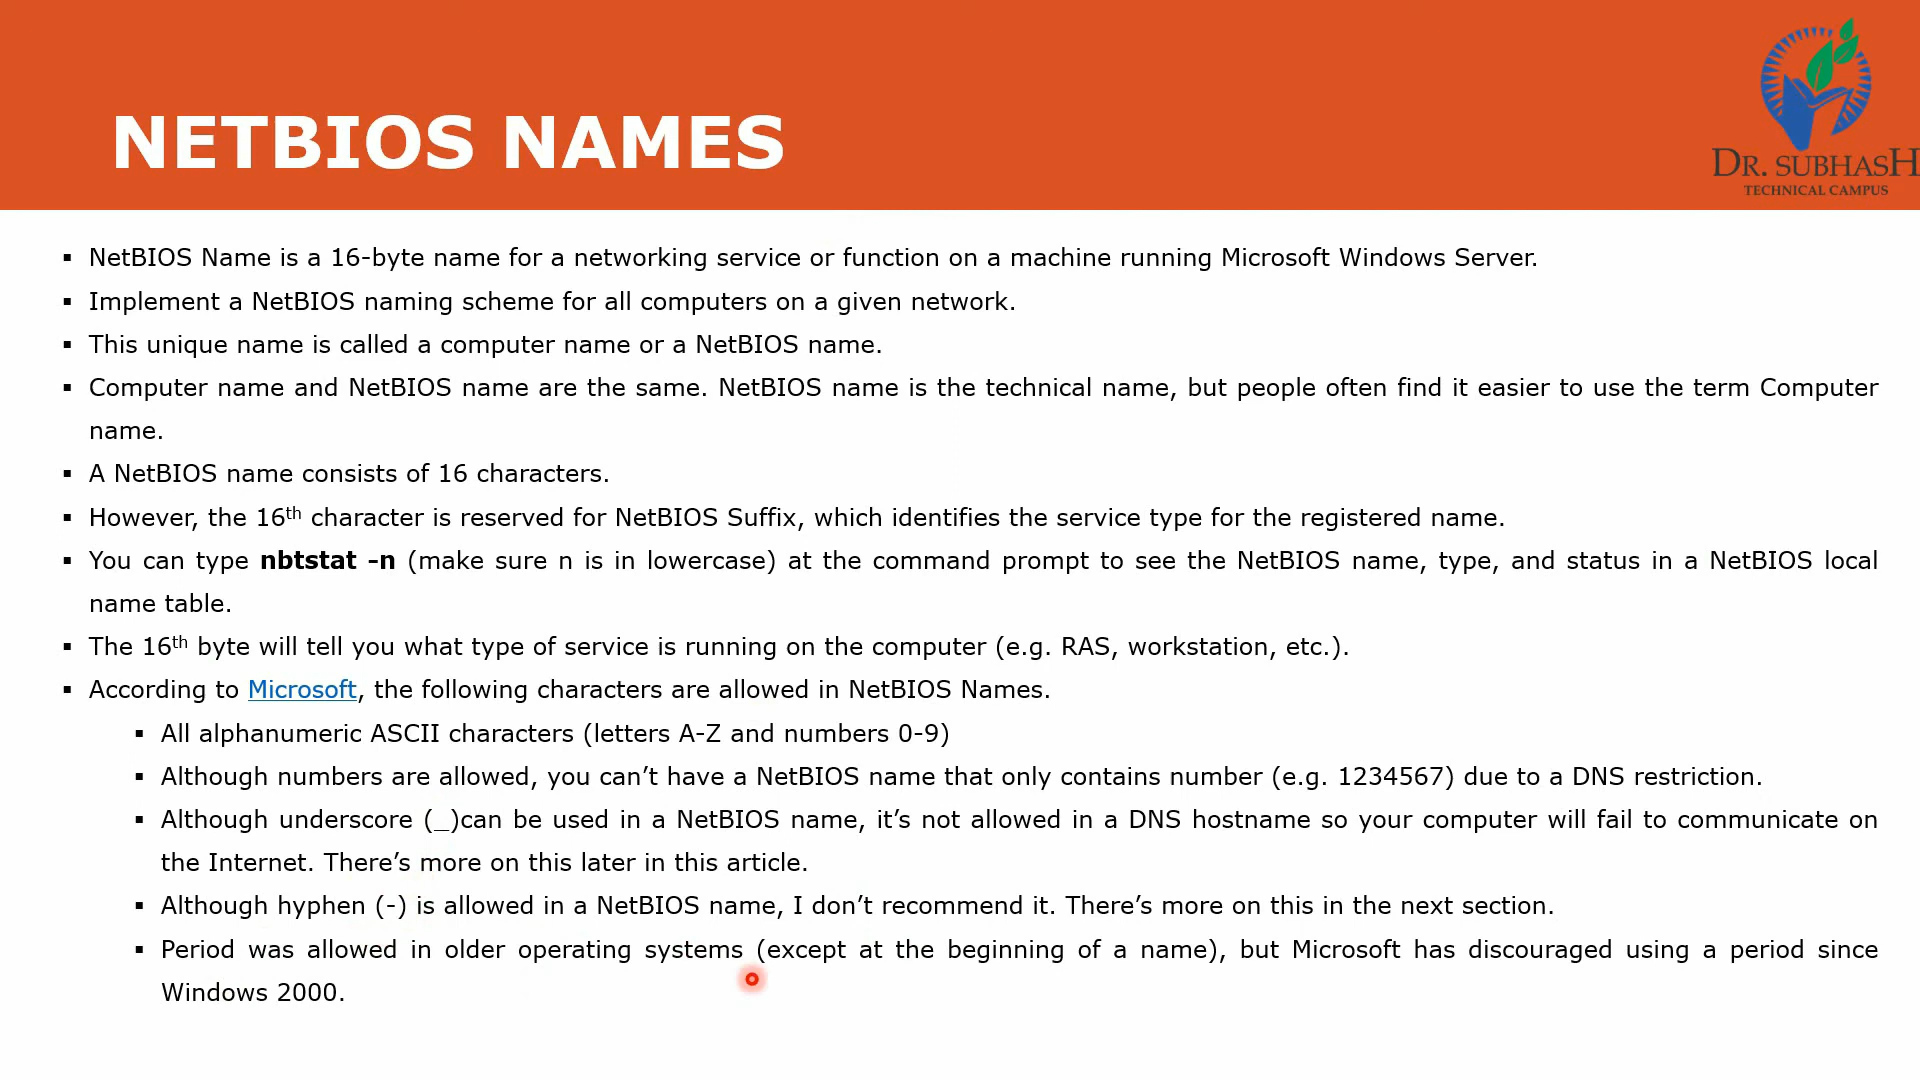 NETBIOS NAMES
DR. SUBHASH
TECHNICAL CAMPUS
▪ NetBIOS Name is a 16-byte name for a networking service or function on a machine running Microsoft Windows Server.
▪ Implement a NetBIOS naming scheme for all computers on a given network.
▪ This unique name is called a computer name or a NetBIOS name.
▪ Computer name and NetBIOS name are the same. NetBIOS name is the technical name, but people often find it easier to use the term Computer
name.
▪ A NetBIOS name consists of 16 characters.
▪ However, the 16th character is reserved for NetBIOS Suffix, which identifies the service type for the registered name.
▪ You can type nbtstat –n (make sure n is in lowercase) at the command prompt to see the NetBIOS name, type, and status in a NetBIOS local
name table.
▪ The 16th byte will tell you what type of service is running on the computer (e.g. RAS, workstation, etc.).
▪ According to Microsoft, the following characters are allowed in NetBIOS Names.
▪ All alphanumeric ASCII characters (letters A-Z and numbers 0-9)
▪ Although numbers are allowed, you can’t have a NetBIOS name that only contains number (e.g. 1234567) due to a DNS restriction.
▪ Although underscore (_)can be used in a NetBIOS name, it’s not allowed in a DNS hostname so your computer will fail to communicate on
the Internet. There’s more on this later in this article.
▪ Although hyphen (-) is allowed in a NetBIOS name, I don’t recommend it. There’s more on this in the next section.
▪ Period was allowed in older operating systems (except at the beginning of a name), but Microsoft has discouraged using a period since
Windows 2000.